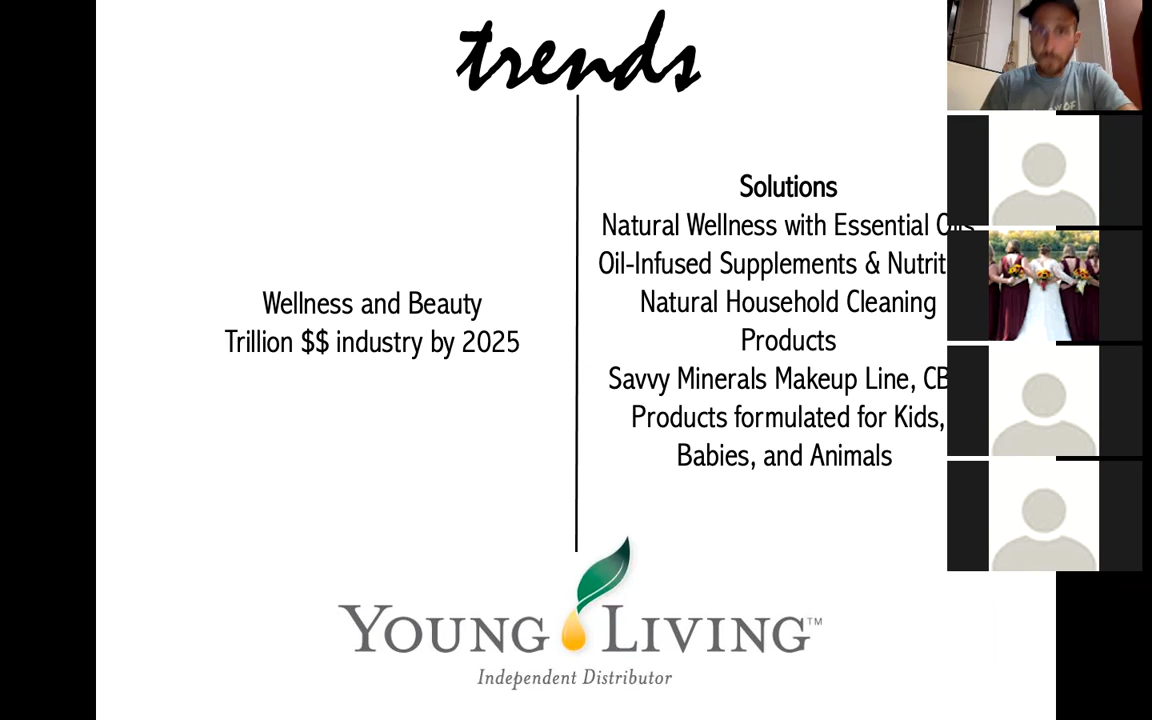 trends
Wellness and Beauty
Trillion $$ industry by 2025
Solutions
Natural Wellness with Essential
Oil-Infused Supplements &
Natural Household Cleaning
Products
Savvy Minerals Makeup Line,
Products formulated for Kids,
Babies, and Animals
YOUNG LIVING™
Independent Distributor